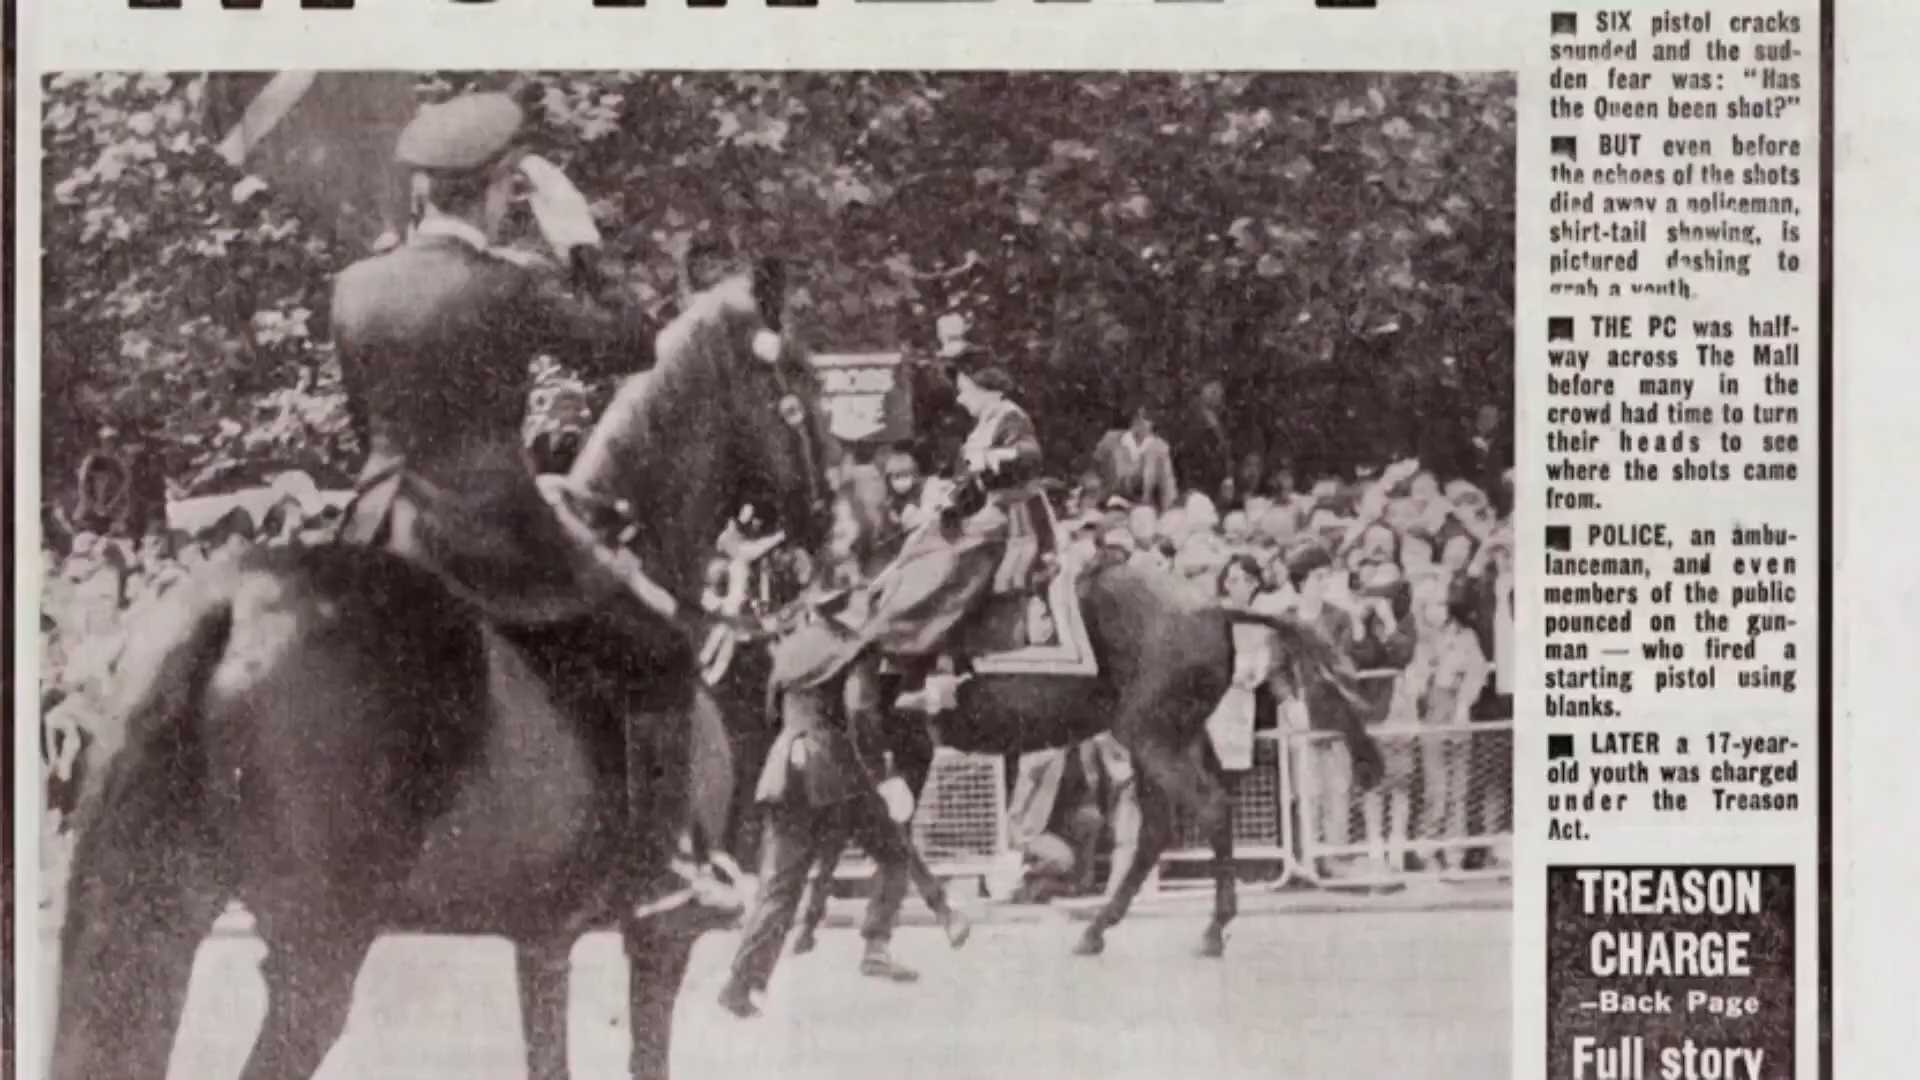 SIX pistol cracks
sounded and the sud-
den fear was: "Has
the Queen been shot?"
BUT even before
the echoes of the shots
died away a policeman,
shirt-tail showing, is
pictured dashing to
grab a youth.
THE PC was half-
way across The Mall
before many in the
crowd had time to turn
their heads to see
where the shots came
from.
POLICE, an ambu-
lanceman, and even
members of the public
pounced on the gun-
man — who fired a
starting pistol using
blanks.
LATER a 17-year-
old youth was charged
under the Treason
Act.
TREASON
CHARGE
–Back Page
Full story